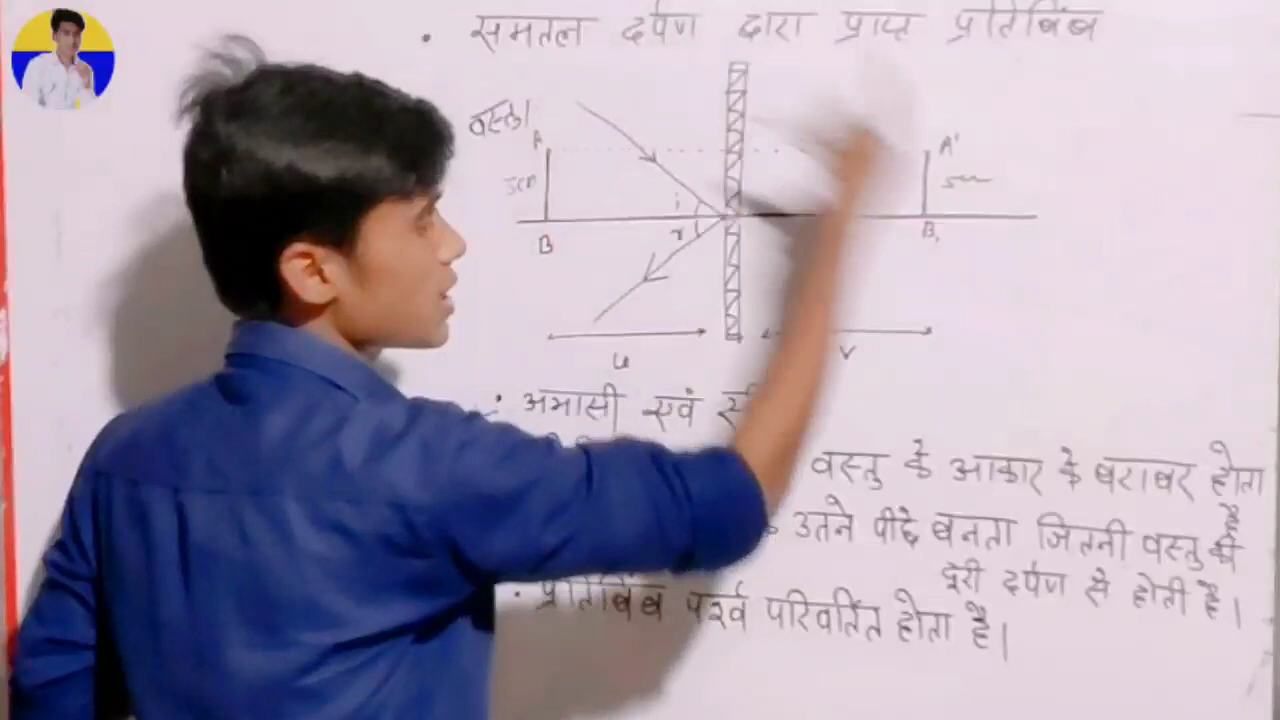 • समतल दर्पण द्वारा प्राप्त प्रतिबिंब
वस्तु
A
A'
5cm
i
r
B
B,
u
v
• अभासी एवं
वस्तु के आकार के बराबर होता है
उतने पीछे बनता जितनी वस्तु की
दूरी दर्पण से होती है।
• प्रतिबिंब पर्श्व परिवर्तित होता है।